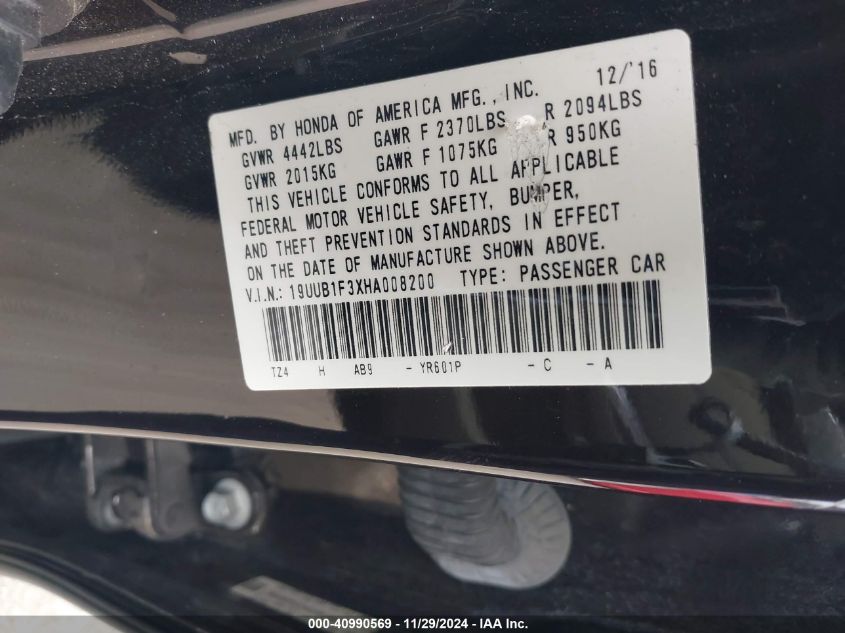 MFD. BY HONDA OF AMERICA MFG., INC. 12/'16
GVWR 4442LBS GAWR F 2370LBS R 2094LBS
GVWR 2015KG GAWR F 1075KG R 950KG
THIS VEHICLE CONFORMS TO ALL APPLICABLE
FEDERAL MOTOR VEHICLE SAFETY, BUMPER,
AND THEFT PREVENTION STANDARDS IN EFFECT
ON THE DATE OF MANUFACTURE SHOWN ABOVE.
V.I.N.: 19UUB1F3XHA008200 TYPE: PASSENGER CAR
TZ4 H AB9 - YR601P - C - A
000-40990569 - 11/29/2024 - IAA Inc.